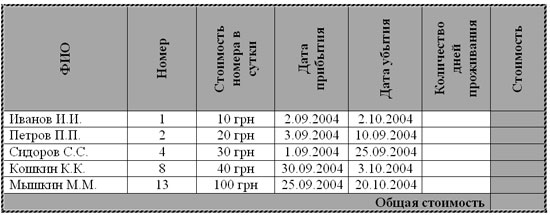 ФИО
Номер
Стоимость
номера в
сутки
Дата
прибытия
Дата убытия
Количество
дней
проживания
Стоимость
Иванов И.И. 1 10 грн 2.09.2004 2.10.2004
Петров П.П. 2 20 грн 3.09.2004 10.09.2004
Сидоров С.С. 4 30 грн 1.09.2004 25.09.2004
Кошкин К.К. 8 40 грн 30.09.2004 3.10.2004
Мышкин М.М. 13 100 грн 25.09.2004 20.10.2004
Общая стоимость